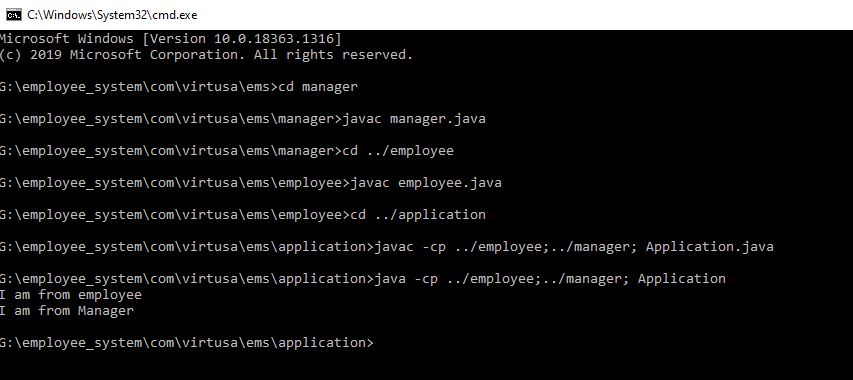 C:\Windows\System32\cmd.exe
Microsoft Windows [Version 10.0.18363.1316]
(c) 2019 Microsoft Corporation. All rights reserved.
G:\employee_system\com\virtusa\ems>cd manager
G:\employee_system\com\virtusa\ems\manager>javac manager.java
G:\employee_system\com\virtusa\ems\manager>cd ../employee
G:\employee_system\com\virtusa\ems\employee>javac employee.java
G:\employee_system\com\virtusa\ems\employee>cd ../application
G:\employee_system\com\virtusa\ems\application>javac -cp ../employee;../manager; Application.java
G:\employee_system\com\virtusa\ems\application>java -cp ../employee;../manager; Application
I am from employee
I am from Manager
G:\employee_system\com\virtusa\ems\application>